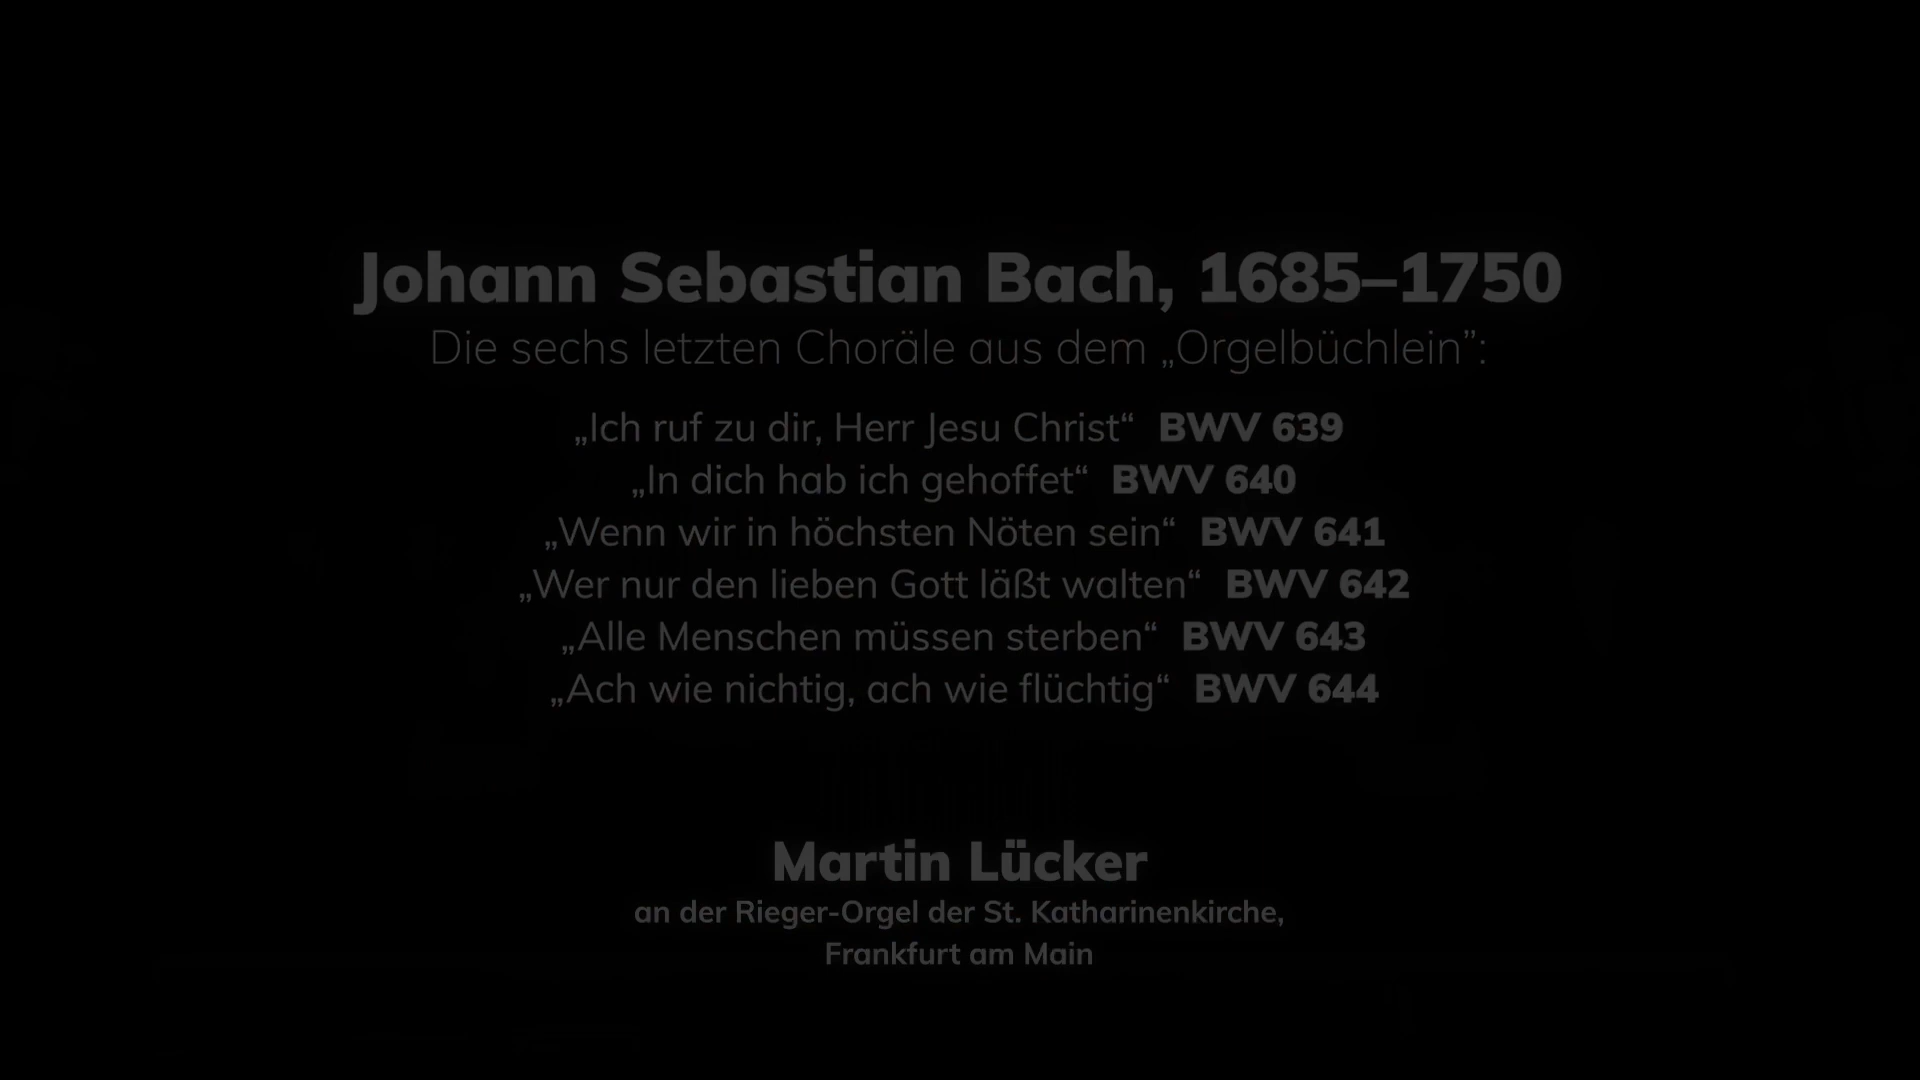 Johann Sebastian Bach, 1685–1750
Die sechs letzten Choräle aus dem „Orgelbüchlein”:
„Ich ruf zu dir, Herr Jesu Christ“ BWV 639
„In dich hab ich gehoffet“ BWV 640
„Wenn wir in höchsten Nöten sein“ BWV 641
„Wer nur den lieben Gott läßt walten“ BWV 642
„Alle Menschen müssen sterben“ BWV 643
„Ach wie nichtig, ach wie flüchtig“ BWV 644
Martin Lücker
an der Rieger-Orgel der St. Katharinenkirche,
Frankfurt am Main